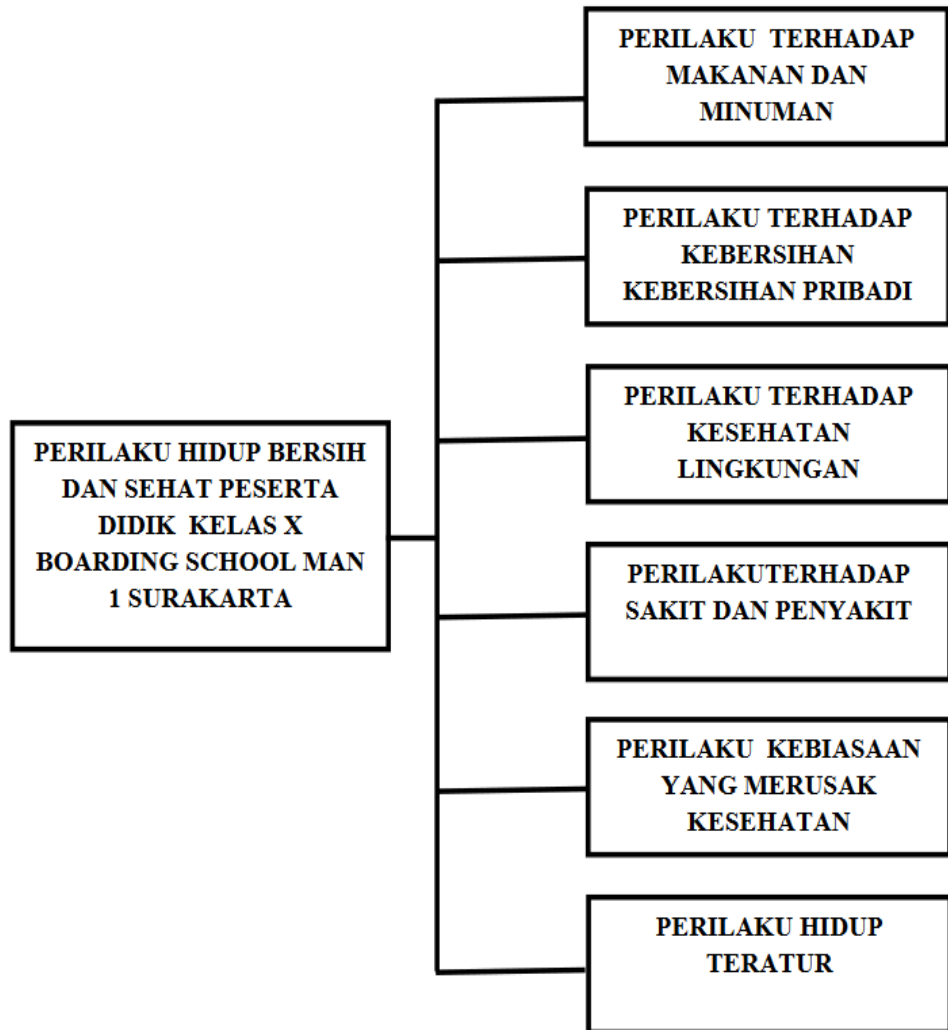 PERILAKU TERHADAP
MAKANAN DAN
MINUMAN
PERILAKU TERHADAP
KEBERSIHAN
KEBERSIHAN PRIBADI
PERILAKU TERHADAP
KESEHATAN
LINGKUNGAN
PERILAKU HIDUP BERSIH
DAN SEHAT PESERTA
DIDIK KELAS X
BOARDING SCHOOL MAN
1 SURAKARTA
PERILAKUTERHADAP
SAKIT DAN PENYAKIT
PERILAKU KEBIASAAN
YANG MERUSAK
KESEHATAN
PERILAKU HIDUP
TERATUR